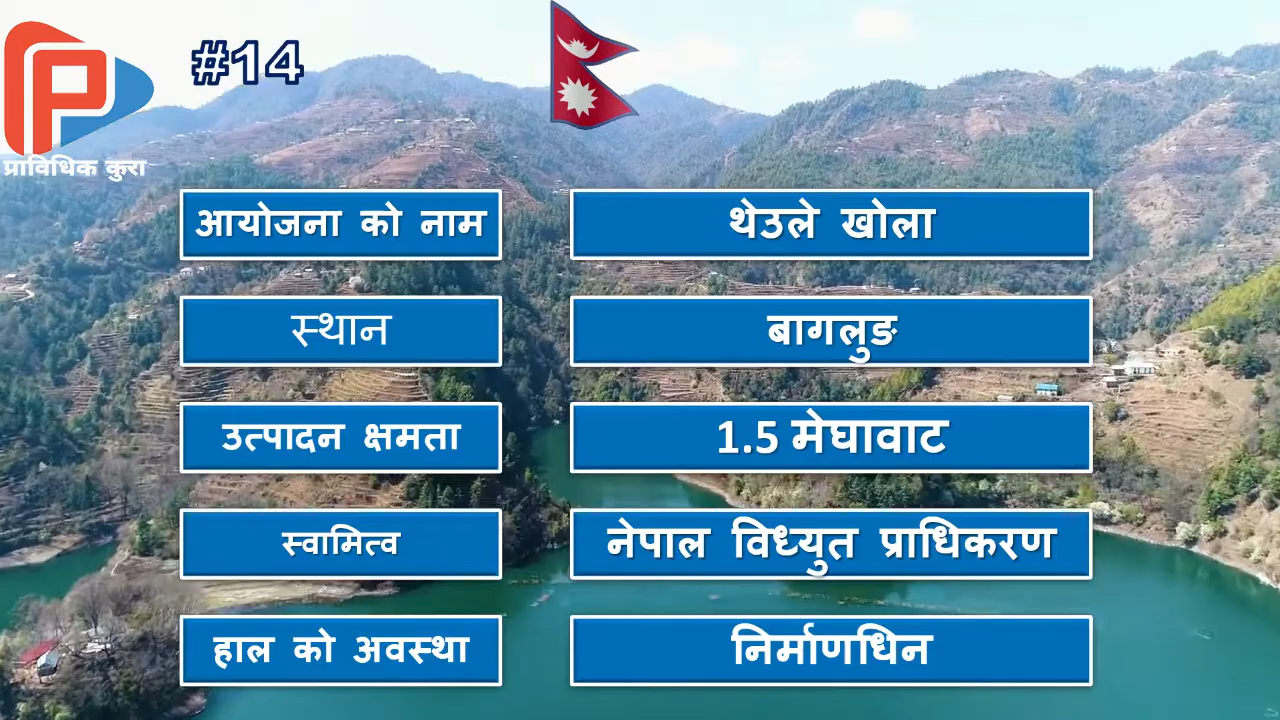 #14
प्राविधिक कुरा
आयोजना को नाम
थेउले खोला
स्थान
बागलुङ
उत्पादन क्षमता
1.5 मेघावाट
स्वामित्व
नेपाल विध्युत प्राधिकरण
हाल को अवस्था
निर्माणधिन